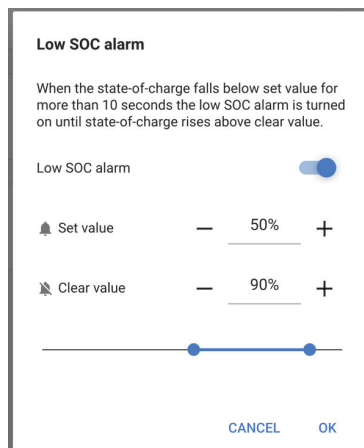 Low SOC alarm
When the state-of-charge falls below set value for
more than 10 seconds the low SOC alarm is turned
on until state-of-charge rises above clear value.
Low SOC alarm
Set value − 50% +
Clear value − 90% +
CANCEL OK